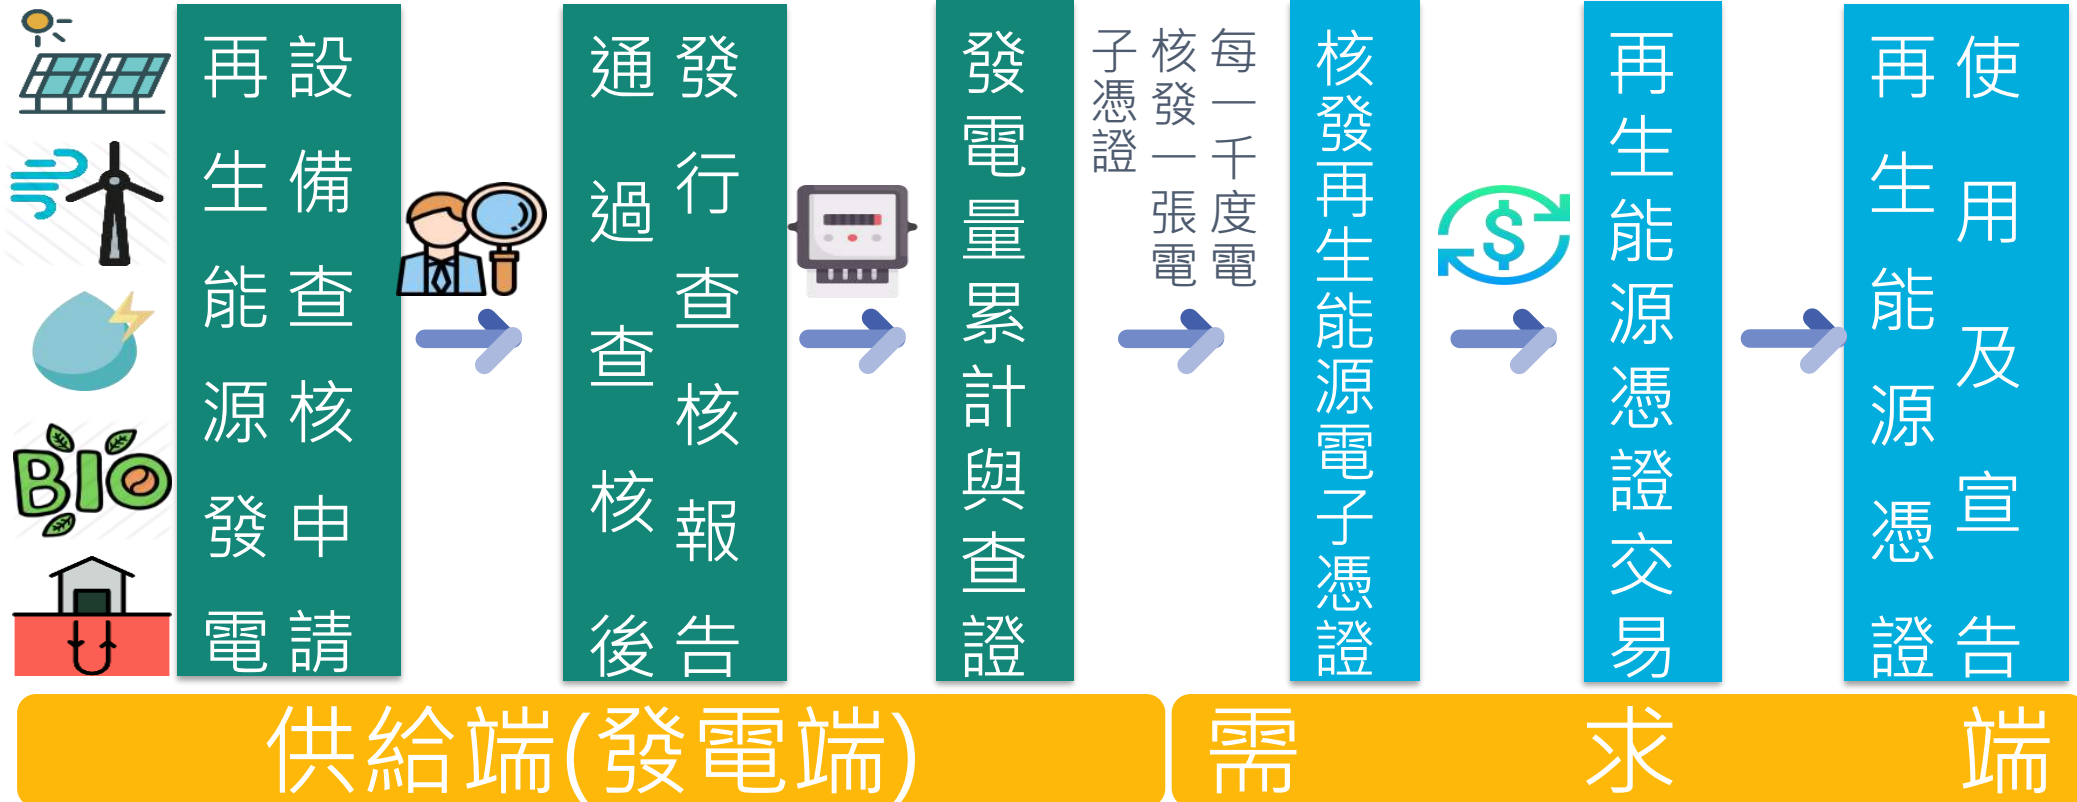 再生能源發電
設備查核申請
通過查核後
發行查核報告
發電量累計與查證
每一千度電
核發一張電
子憑證
核發再生能源電子憑證
$
再生能源憑證交易
再生能源憑證
使用及宣告
BIO
供給端(發電端)
需求端